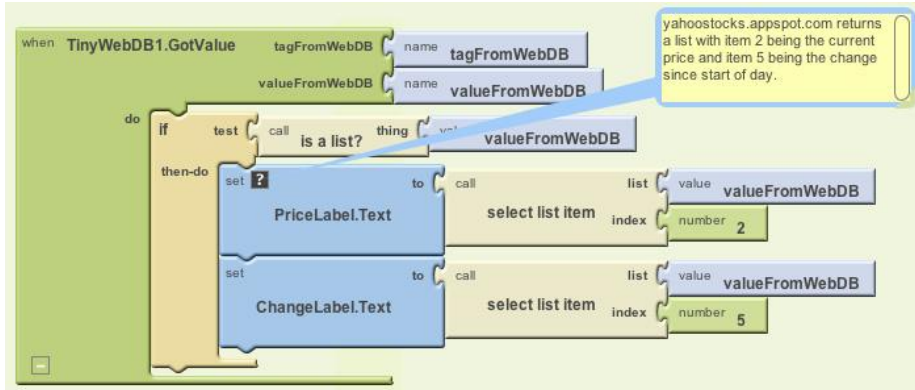 yahoostocks.appspot.com returns
a list with item 2 being the current
price and item 5 being the change
since start of day.
when TinyWebDB1.GotValue tagFromWebDB name tagFromWebDB
valueFromWebDB name valueFromWebDB
do if test call is a list? thing valueFromWebDB
then-do set ? PriceLabel.Text to call select list item list value valueFromWebDB
index number 2
set ChangeLabel.Text to call select list item list value valueFromWebDB
index number 5